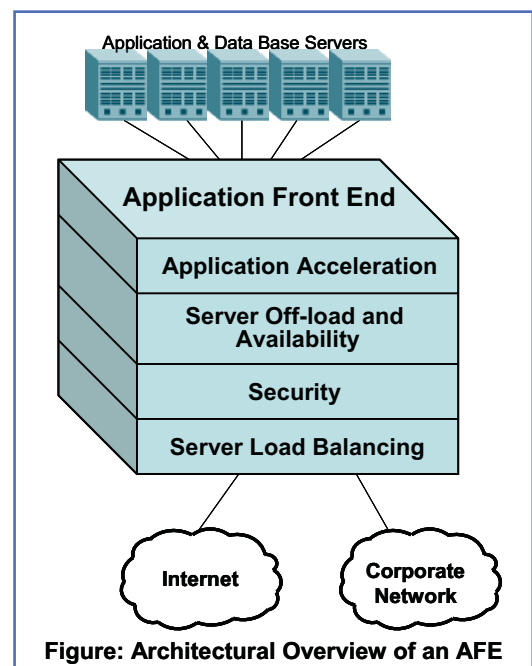 Application & Data Base Servers
Application Front End
Application Acceleration
Server Off-load and
Availability
Security
Server Load Balancing
Internet
Corporate
Network
Figure: Architectural Overview of an AFE